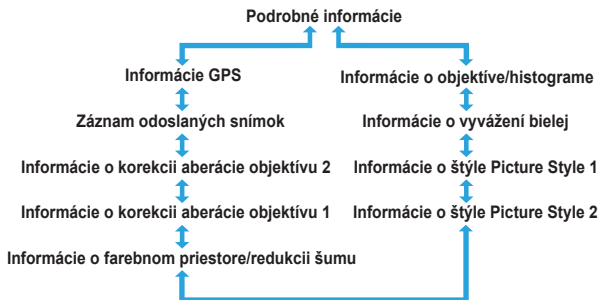 Podrobné informácie
Informácie GPS
Informácie o objektíve/histograme
Záznam odoslaných snímok
Informácie o vyvážení bielej
Informácie o korekcii aberácie objektívu 2
Informácie o štýle Picture Style 1
Informácie o korekcii aberácie objektívu 1
Informácie o štýle Picture Style 2
Informácie o farebnom priestore/redukcii šumu